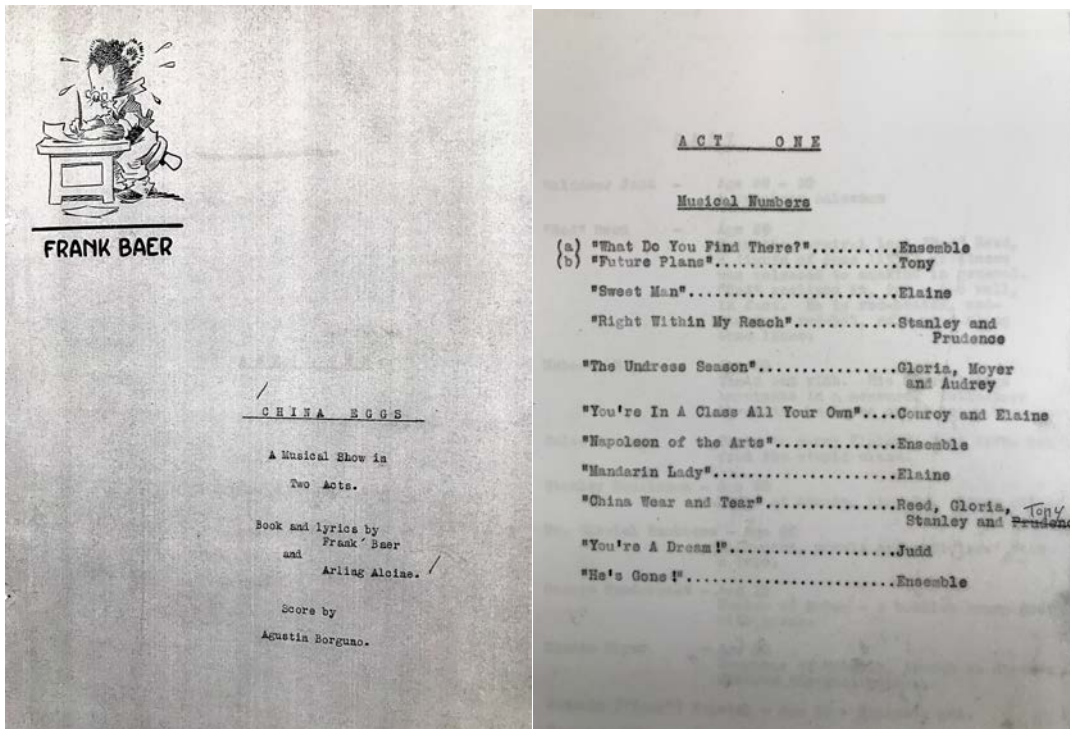 FRANK BAER
CHINA EGGS
A Musical Show in
Two Acts.
Book and lyrics by
Frank Baer
and
Arling Alcine.
Score by
Agustin Borguno.
ACT ONE
Musical Numbers
(a) "What Do You Find There?"..........Ensemble
(b) "Future Plans".....................Tony
"Sweet Man"........................Elaine
"Right Within My Reach"............Stanley and
Prudence
"The Undress Season"...............Gloria, Moyer
and Audrey
"You're In A Class All Your Own"....Conroy and Elaine
"Napoleon of the Arts".............Ensemble
"Mandarin Lady"....................Elaine
"China Wear and Tear"..............Reed, Gloria,
Stanley and Prudence Tony
"You're A Dream!"..................Judd
"He's Gone!".......................Ensemble